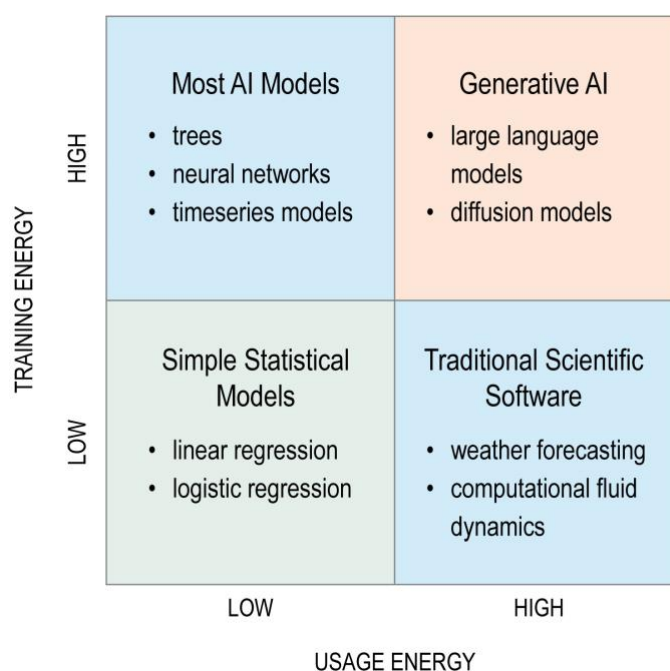 TRAINING ENERGY
HIGH
LOW
Most AI Models
• trees
• neural networks
• timeseries models
Generative AI
• large language
models
• diffusion models
Simple Statistical
Models
• linear regression
• logistic regression
Traditional Scientific
Software
• weather forecasting
• computational fluid
dynamics
LOW
HIGH
USAGE ENERGY